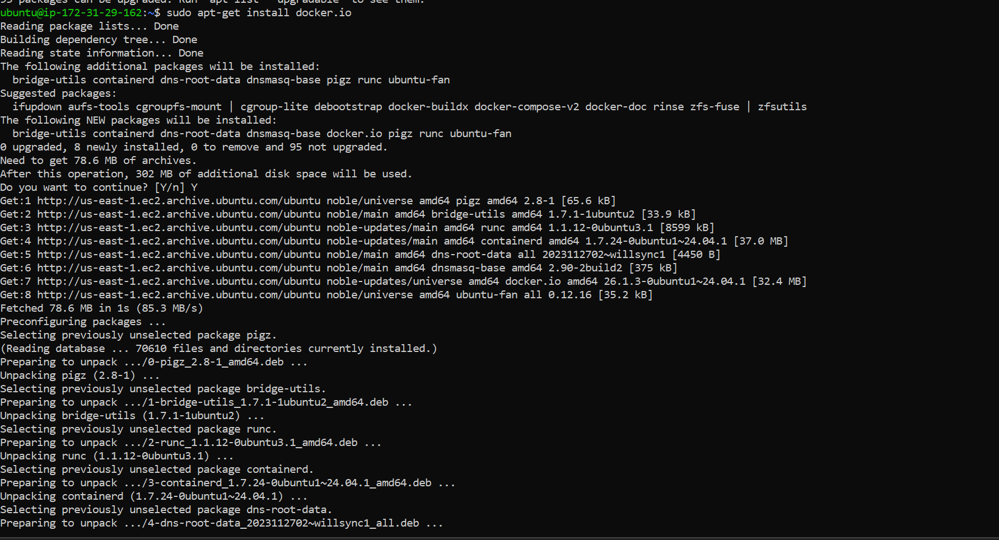 95 packages can be upgraded. Run 'apt list --upgradable' to see them.
ubuntu@ip-172-31-29-162:~$ sudo apt-get install docker.io
Reading package lists... Done
Building dependency tree... Done
Reading state information... Done
The following additional packages will be installed:
  bridge-utils containerd dns-root-data dnsmasq-base pigz runc ubuntu-fan
Suggested packages:
  ifupdown aufs-tools cgroupfs-mount | cgroup-lite debootstrap docker-buildx docker-compose-v2 docker-doc rinse zfs-fuse | zfsutils
The following NEW packages will be installed:
  bridge-utils containerd dns-root-data dnsmasq-base docker.io pigz runc ubuntu-fan
0 upgraded, 8 newly installed, 0 to remove and 95 not upgraded.
Need to get 78.6 MB of archives.
After this operation, 302 MB of additional disk space will be used.
Do you want to continue? [Y/n] Y
Get:1 http://us-east-1.ec2.archive.ubuntu.com/ubuntu noble/universe amd64 pigz amd64 2.8-1 [65.6 kB]
Get:2 http://us-east-1.ec2.archive.ubuntu.com/ubuntu noble/main amd64 bridge-utils amd64 1.7.1-1ubuntu2 [33.9 kB]
Get:3 http://us-east-1.ec2.archive.ubuntu.com/ubuntu noble-updates/main amd64 runc amd64 1.1.12-0ubuntu3.1 [8599 kB]
Get:4 http://us-east-1.ec2.archive.ubuntu.com/ubuntu noble-updates/main amd64 containerd amd64 1.7.24-0ubuntu1~24.04.1 [37.0 MB]
Get:5 http://us-east-1.ec2.archive.ubuntu.com/ubuntu noble/main amd64 dns-root-data all 2023112702~willsync1 [4450 B]
Get:6 http://us-east-1.ec2.archive.ubuntu.com/ubuntu noble/main amd64 dnsmasq-base amd64 2.90-2build2 [375 kB]
Get:7 http://us-east-1.ec2.archive.ubuntu.com/ubuntu noble-updates/universe amd64 docker.io amd64 26.1.3-0ubuntu1~24.04.1 [32.4 MB]
Get:8 http://us-east-1.ec2.archive.ubuntu.com/ubuntu noble/universe amd64 ubuntu-fan all 0.12.16 [35.2 kB]
Fetched 78.6 MB in 1s (85.3 MB/s)
Preconfiguring packages ...
Selecting previously unselected package pigz.
(Reading database ... 70610 files and directories currently installed.)
Preparing to unpack .../0-pigz_2.8-1_amd64.deb ...
Unpacking pigz (2.8-1) ...
Selecting previously unselected package bridge-utils.
Preparing to unpack .../1-bridge-utils_1.7.1-1ubuntu2_amd64.deb ...
Unpacking bridge-utils (1.7.1-1ubuntu2) ...
Selecting previously unselected package runc.
Preparing to unpack .../2-runc_1.1.12-0ubuntu3.1_amd64.deb ...
Unpacking runc (1.1.12-0ubuntu3.1) ...
Selecting previously unselected package containerd.
Preparing to unpack .../3-containerd_1.7.24-0ubuntu1~24.04.1_amd64.deb ...
Unpacking containerd (1.7.24-0ubuntu1~24.04.1) ...
Selecting previously unselected package dns-root-data.
Preparing to unpack .../4-dns-root-data_2023112702~willsync1_all.deb ...